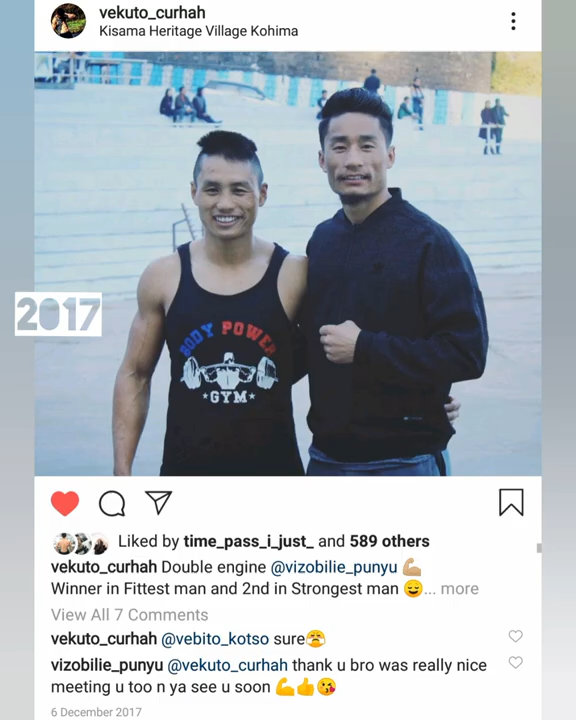 vekuto_curhah
Kisama Heritage Village Kohima
2017
BODY POWER
★GYM★
Liked by time_pass_i_just_ and 589 others
vekuto_curhah Double engine @vizobilie_punyu 💪🏼
Winner in Fittest man and 2nd in Strongest man 😌... more
View All 7 Comments
vekuto_curhah @vebito_kotso sure😤
vizobilie_punyu @vekuto_curhah thank u bro was really nice
meeting u too n ya see u soon 💪👍😘
6 December 2017